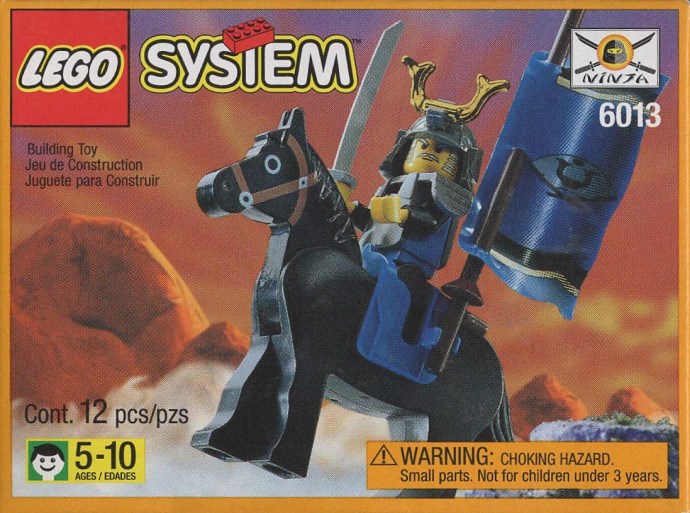 LEGO SYSTEM™
NINJA
6013
Building Toy
Jeu de Construction
Juguete para Construir
Cont. 12 pcs/pzs
5-10
AGES / EDADES
WARNING: CHOKING HAZARD.
Small parts. Not for children under 3 years.